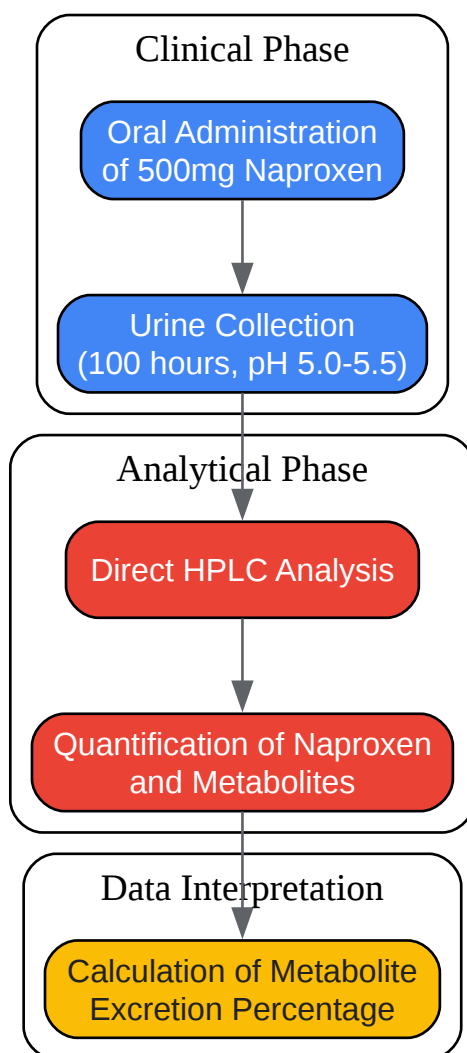 Clinical Phase
Oral Administration
of 500mg Naproxen
Urine Collection
(100 hours, pH 5.0-5.5)
Analytical Phase
Direct HPLC Analysis
Quantification of Naproxen
and Metabolites
Data Interpretation
Calculation of Metabolite
Excretion Percentage